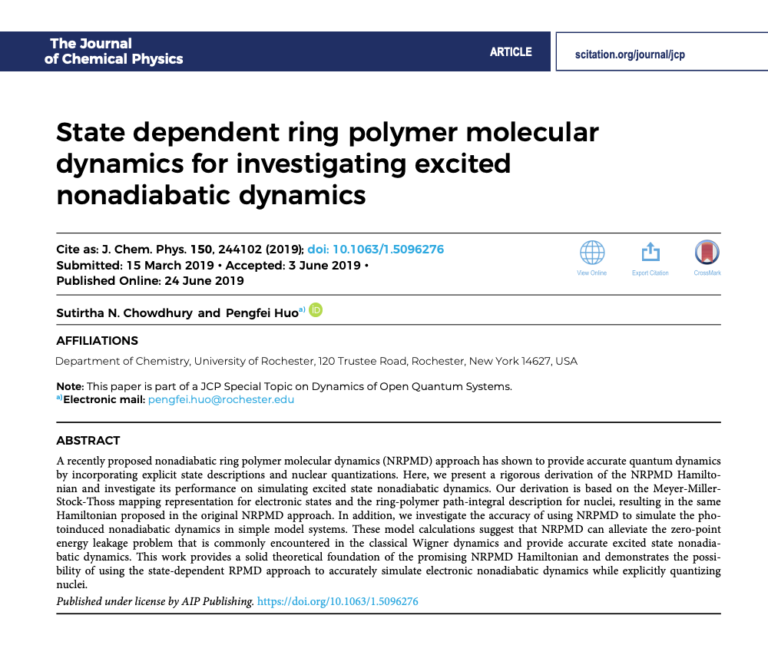 The Journal
of Chemical Physics
ARTICLE
scitation.org/journal/jcp
State dependent ring polymer molecular
dynamics for investigating excited
nonadiabatic dynamics
Cite as: J. Chem. Phys. 150, 244102 (2019); doi: 10.1063/1.5096276
Submitted: 15 March 2019 • Accepted: 3 June 2019 •
Published Online: 24 June 2019
View Online
Export Citation
CrossMark
Sutirtha N. Chowdhury and Pengfei Huo a) iD
AFFILIATIONS
Department of Chemistry, University of Rochester, 120 Trustee Road, Rochester, New York 14627, USA
Note: This paper is part of a JCP Special Topic on Dynamics of Open Quantum Systems.
a)Electronic mail: pengfei.huo@rochester.edu
ABSTRACT
A recently proposed nonadiabatic ring polymer molecular dynamics (NRPMD) approach has shown to provide accurate quantum dynamics
by incorporating explicit state descriptions and nuclear quantizations. Here, we present a rigorous derivation of the NRPMD Hamilto-
nian and investigate its performance on simulating excited state nonadiabatic dynamics. Our derivation is based on the Meyer-Miller-
Stock-Thoss mapping representation for electronic states and the ring-polymer path-integral description for nuclei, resulting in the same
Hamiltonian proposed in the original NRPMD approach. In addition, we investigate the accuracy of using NRPMD to simulate the pho-
toinduced nonadiabatic dynamics in simple model systems. These model calculations suggest that NRPMD can alleviate the zero-point
energy leakage problem that is commonly encountered in the classical Wigner dynamics and provide accurate excited state nonadia-
batic dynamics. This work provides a solid theoretical foundation of the promising NRPMD Hamiltonian and demonstrates the possi-
bility of using the state-dependent RPMD approach to accurately simulate electronic nonadiabatic dynamics while explicitly quantizing
nuclei.
Published under license by AIP Publishing. https://doi.org/10.1063/1.5096276